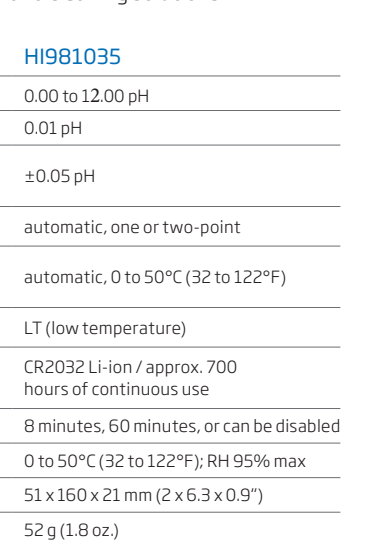 HI981035
0.00 to 12.00 pH
0.01 pH
±0.05 pH
automatic, one or two-point
automatic, 0 to 50°C (32 to 122°F)
LT (low temperature)
CR2032 Li-ion / approx. 700
hours of continuous use
8 minutes, 60 minutes, or can be disabled
0 to 50°C (32 to 122°F); RH 95% max
51 x 160 x 21 mm (2 x 6.3 x 0.9“)
52 g (1.8 oz.)